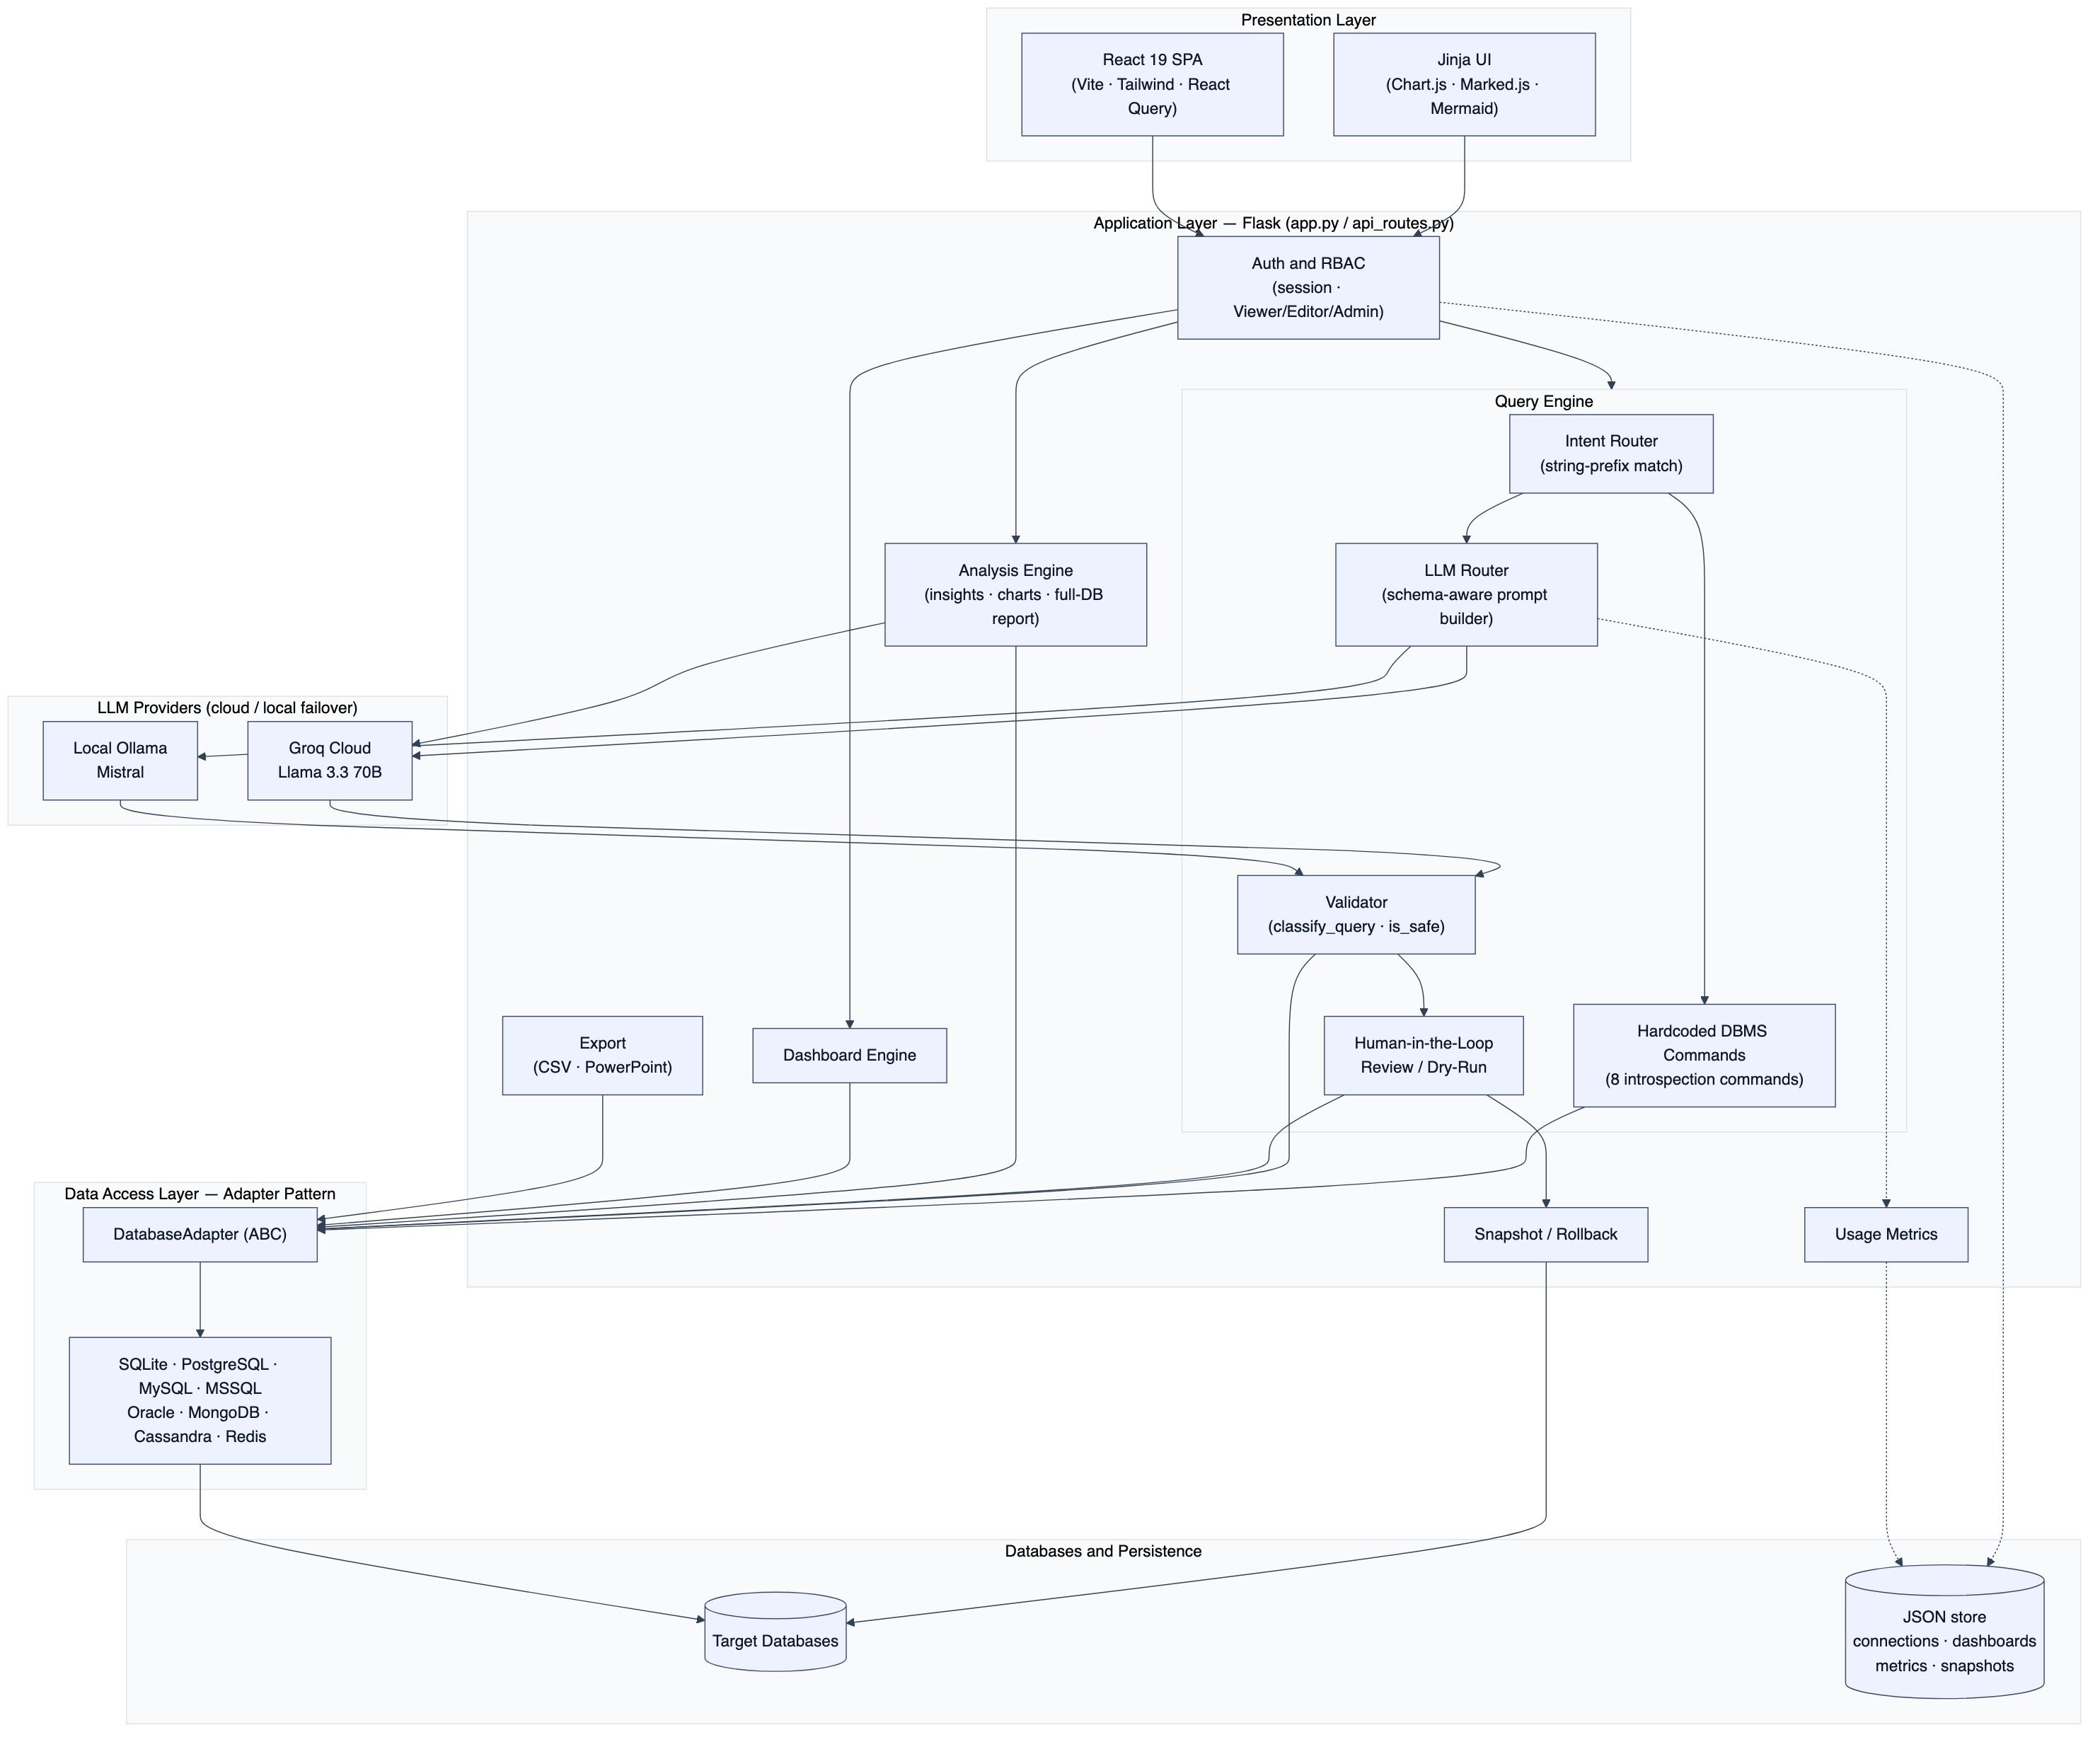 Presentation Layer
React 19 SPA
(Vite · Tailwind · React
Query)
Jinja UI
(Chart.js · Marked.js ·
Mermaid)
Application Layer — Flask (app.py / api_routes.py)
Auth and RBAC
(session ·
Viewer/Editor/Admin)
Query Engine
Intent Router
(string-prefix match)
Analysis Engine
(insights · charts · full-DB
report)
LLM Router
(schema-aware prompt
builder)
LLM Providers (cloud / local failover)
Local Ollama
Mistral
Groq Cloud
Llama 3.3 70B
Validator
(classify_query · is_safe)
Export
(CSV · PowerPoint)
Dashboard Engine
Human-in-the-Loop
Review / Dry-Run
Hardcoded DBMS
Commands
(8 introspection commands)
Data Access Layer — Adapter Pattern
DatabaseAdapter (ABC)
Snapshot / Rollback
Usage Metrics
SQLite · PostgreSQL ·
MySQL · MSSQL
Oracle · MongoDB ·
Cassandra · Redis
Databases and Persistence
Target Databases
JSON store
connections · dashboards
metrics · snapshots